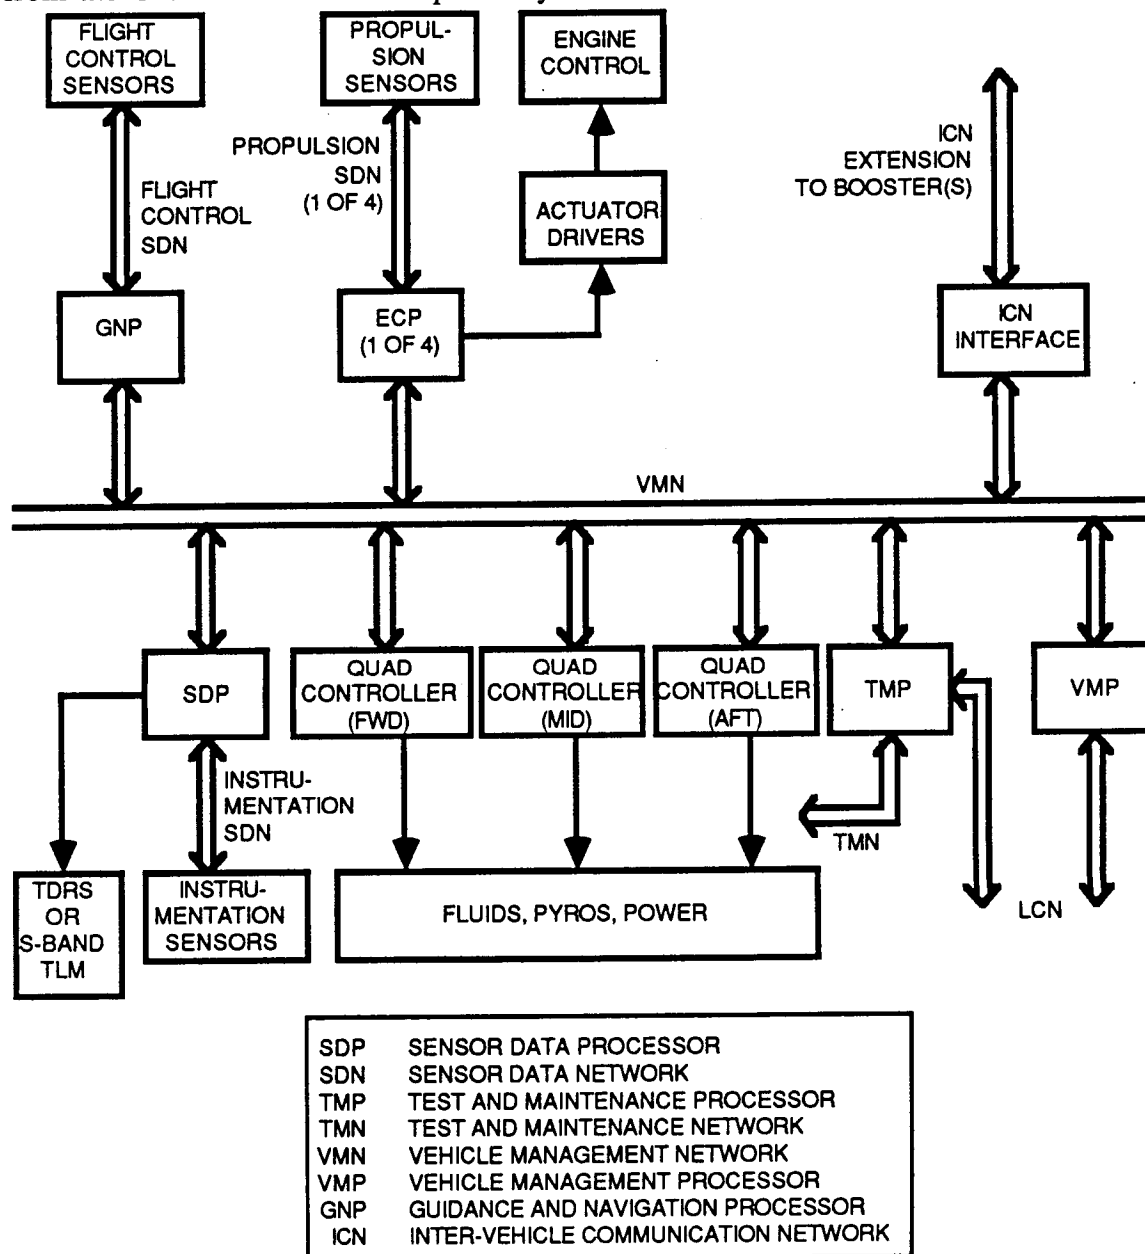 FLIGHT
CONTROL
SENSORS
PROPUL-
SION
SENSORS
ENGINE
CONTROL
PROPULSION
SDN
(1 OF 4)
FLIGHT
CONTROL
SDN
ACTUATOR
DRIVERS
ICN
EXTENSION
TO BOOSTER(S)
GNP
ECP
(1 OF 4)
ICN
INTERFACE
VMN
SDP
QUAD
CONTROLLER
(FWD)
QUAD
CONTROLLER
(MID)
QUAD
CONTROLLER
(AFT)
TMP
VMP
INSTRU-
MENTATION
SDN
TMN
TDRS
OR
S-BAND
TLM
INSTRU-
MENTATION
SENSORS
FLUIDS, PYROS, POWER
LCN
SDP SENSOR DATA PROCESSOR
SDN SENSOR DATA NETWORK
TMP TEST AND MAINTENANCE PROCESSOR
TMN TEST AND MAINTENANCE NETWORK
VMN VEHICLE MANAGEMENT NETWORK
VMP VEHICLE MANAGEMENT PROCESSOR
GNP GUIDANCE AND NAVIGATION PROCESSOR
ICN INTER-VEHICLE COMMUNICATION NETWORK